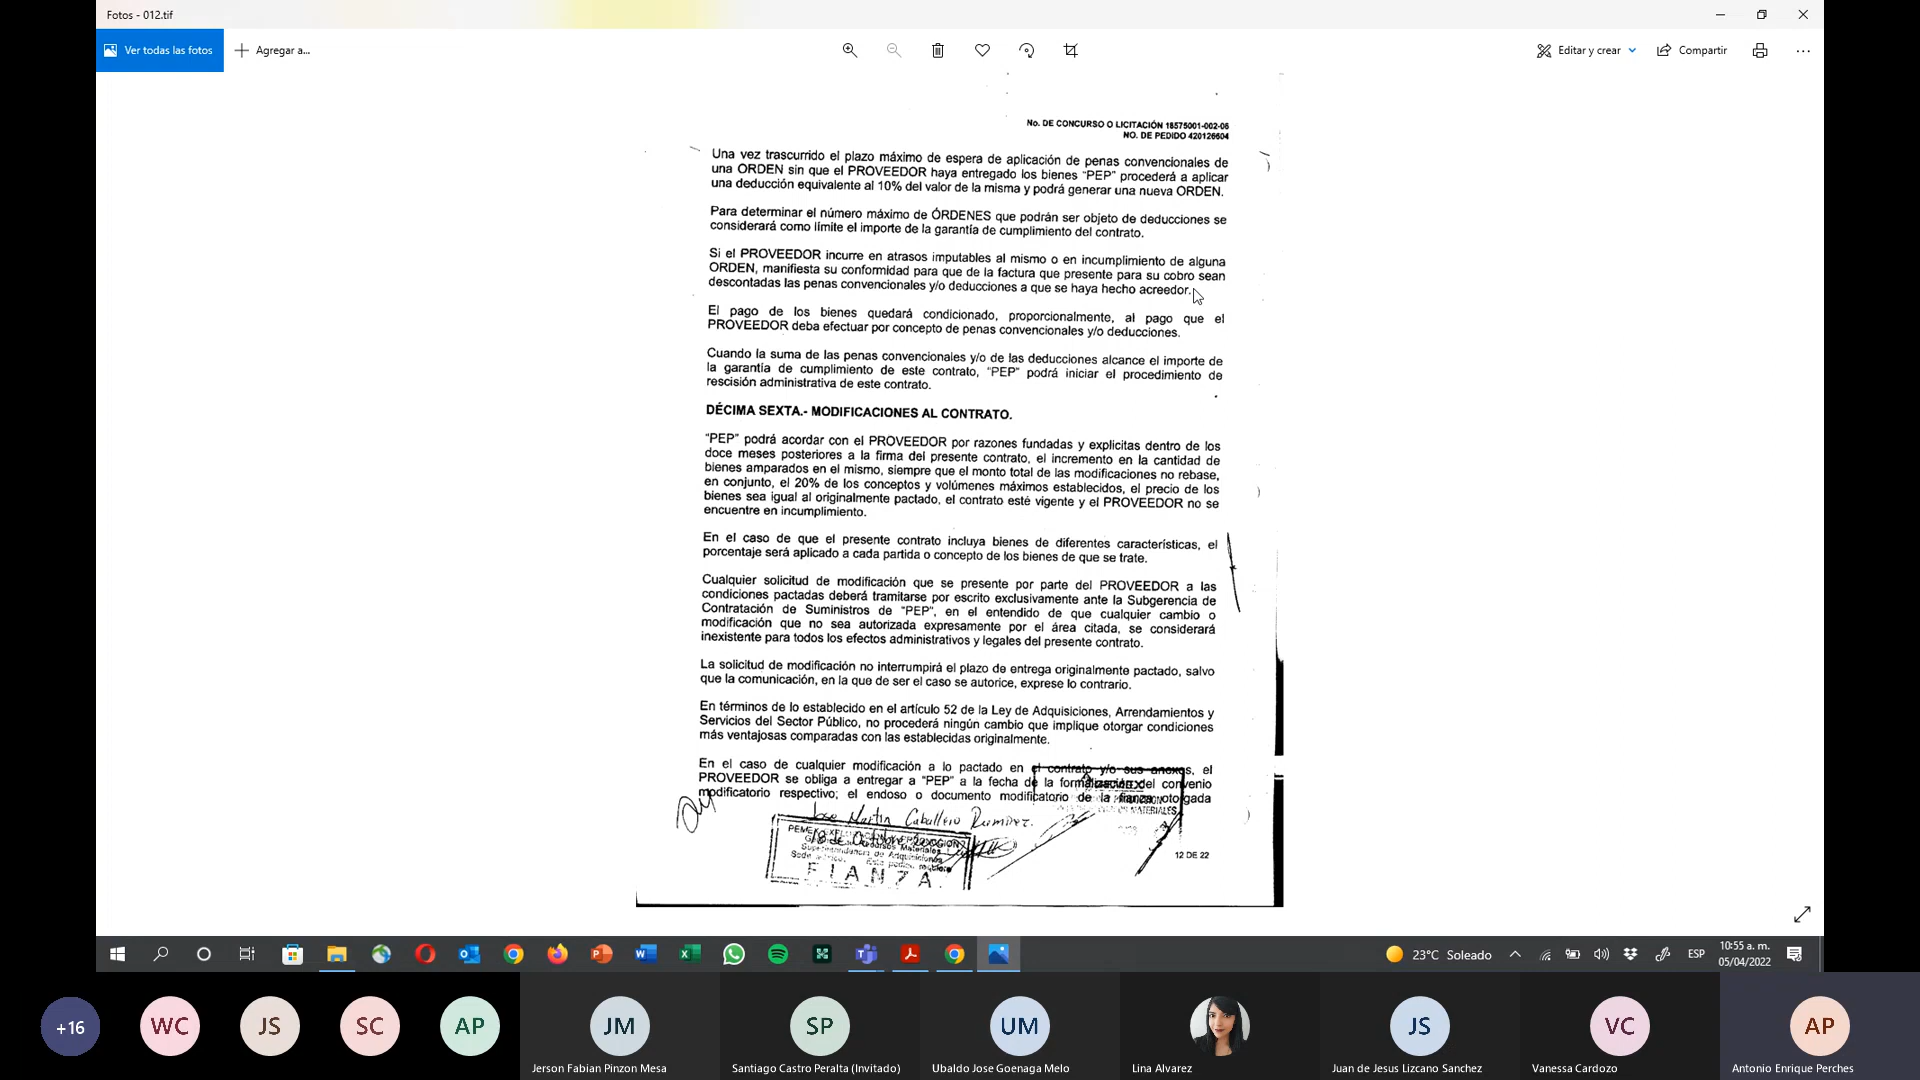 Fotos - 012.tif
Ver todas las fotos
Agregar a...
Editar y crear
Compartir
No. DE CONCURSO O LICITACIÓN 18575001-002-06
NO. DE PEDIDO 420126604
Una vez trascurrido el plazo máximo de espera de aplicación de penas convencionales de
una ORDEN sin que el PROVEEDOR haya entregado los bienes "PEP" procederá a aplicar
una deducción equivalente al 10% del valor de la misma y podrá generar una nueva ORDEN.
Para determinar el número máximo de ÓRDENES que podrán ser objeto de deducciones se
considerará como límite el importe de la garantía de cumplimiento del contrato.
Si el PROVEEDOR incurre en atrasos imputables al mismo o en incumplimiento de alguna
ORDEN, manifiesta su conformidad para que de la factura que presente para su cobro sean
descontadas las penas convencionales y/o deducciones a que se haya hecho acreedor.
El pago de los bienes quedará condicionado, proporcionalmente, al pago que el
PROVEEDOR deba efectuar por concepto de penas convencionales y/o deducciones.
Cuando la suma de las penas convencionales y/o de las deducciones alcance el importe de
la garantía de cumplimiento de este contrato, "PEP" podrá iniciar el procedimiento de
rescisión administrativa de este contrato.
DÉCIMA SEXTA.- MODIFICACIONES AL CONTRATO.
"PEP" podrá acordar con el PROVEEDOR por razones fundadas y explicitas dentro de los
doce meses posteriores a la firma del presente contrato, el incremento en la cantidad de
bienes amparados en el mismo, siempre que el monto total de las modificaciones no rebase,
en conjunto, el 20% de los conceptos y volúmenes máximos establecidos, el precio de los
bienes sea igual al originalmente pactado, el contrato esté vigente y el PROVEEDOR no se
encuentre en incumplimiento.
En el caso de que el presente contrato incluya bienes de diferentes características, el
porcentaje será aplicado a cada partida o concepto de los bienes de que se trate.
Cualquier solicitud de modificación que se presente por parte del PROVEEDOR a las
condiciones pactadas deberá tramitarse por escrito exclusivamente ante la Subgerencia de
Contratación de Suministros de "PEP", en el entendido de que cualquier cambio o
modificación que no sea autorizada expresamente por el área citada, se considerará
inexistente para todos los efectos administrativos y legales del presente contrato.
La solicitud de modificación no interrumpirá el plazo de entrega originalmente pactado, salvo
que la comunicación, en la que de ser el caso se autorice, exprese lo contrario.
En términos de lo establecido en el artículo 52 de la Ley de Adquisiciones, Arrendamientos y
Servicios del Sector Público, no procederá ningún cambio que implique otorgar condiciones
más ventajosas comparadas con las establecidas originalmente.
En el caso de cualquier modificación a lo pactado en el contrato y/o sus anexos, el
PROVEEDOR se obliga a entregar a "PEP" a la fecha de la formalización del convenio
modificatorio respectivo; el endoso o documento modificatorio de la fianza otorgada
Jose Martin Caballero Ramirez.
18 de Octubre
Superintendencia de Adquisiciones
FIANZA
12 DE 22
23°C Soleado
ESP
10:55 a. m.
05/04/2022
+16
WC
JS
SC
AP
JM
SP
UM
JS
VC
AP
Jerson Fabian Pinzon Mesa
Santiago Castro Peralta (Invitado)
Ubaldo Jose Goenaga Melo
Lina Alvarez
Juan de Jesus Lizcano Sanchez
Vanessa Cardozo
Antonio Enrique Perches